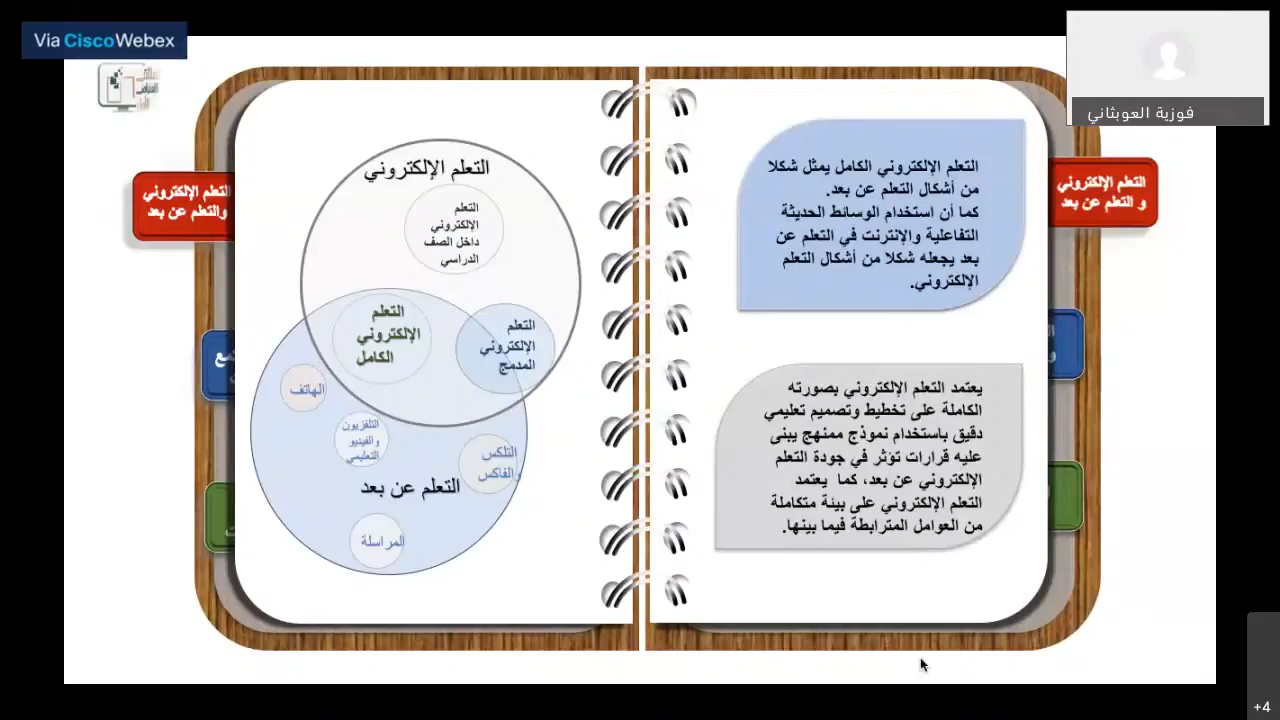 Via Cisco Webex
فوزية العوبثاني
التعلم الإلكتروني
و التعلم عن بعد
التعلم الإلكتروني الكامل يمثل شكلا
من أشكال التعلم عن بعد.
كما أن استخدام الوسائط الحديثة
التفاعلية والإنترنت في التعلم عن
بعد يجعله شكلا من أشكال التعلم
الإلكتروني.
يعتمد التعلم الإلكتروني بصورته
الكاملة على تخطيط وتصميم تعليمي
دقيق باستخدام نموذج ممنهج يبنى
عليه قرارات تؤثر في جودة التعلم
الإلكتروني عن بعد، كما يعتمد
التعلم الإلكتروني على بيئة متكاملة
من العوامل المترابطة فيما بينها.
التعلم الإلكتروني
التعلم
الإلكتروني
داخل الصف
الدراسي
التعلم
الإلكتروني
الكامل
التعلم
الإلكتروني
المدمج
الهاتف
التلفزيون
والفيديو
التعليمي
التلكس
والفاكس
التعلم عن بعد
المراسلة
التعلم الإلكتروني
والتعلم عن بعد
+4